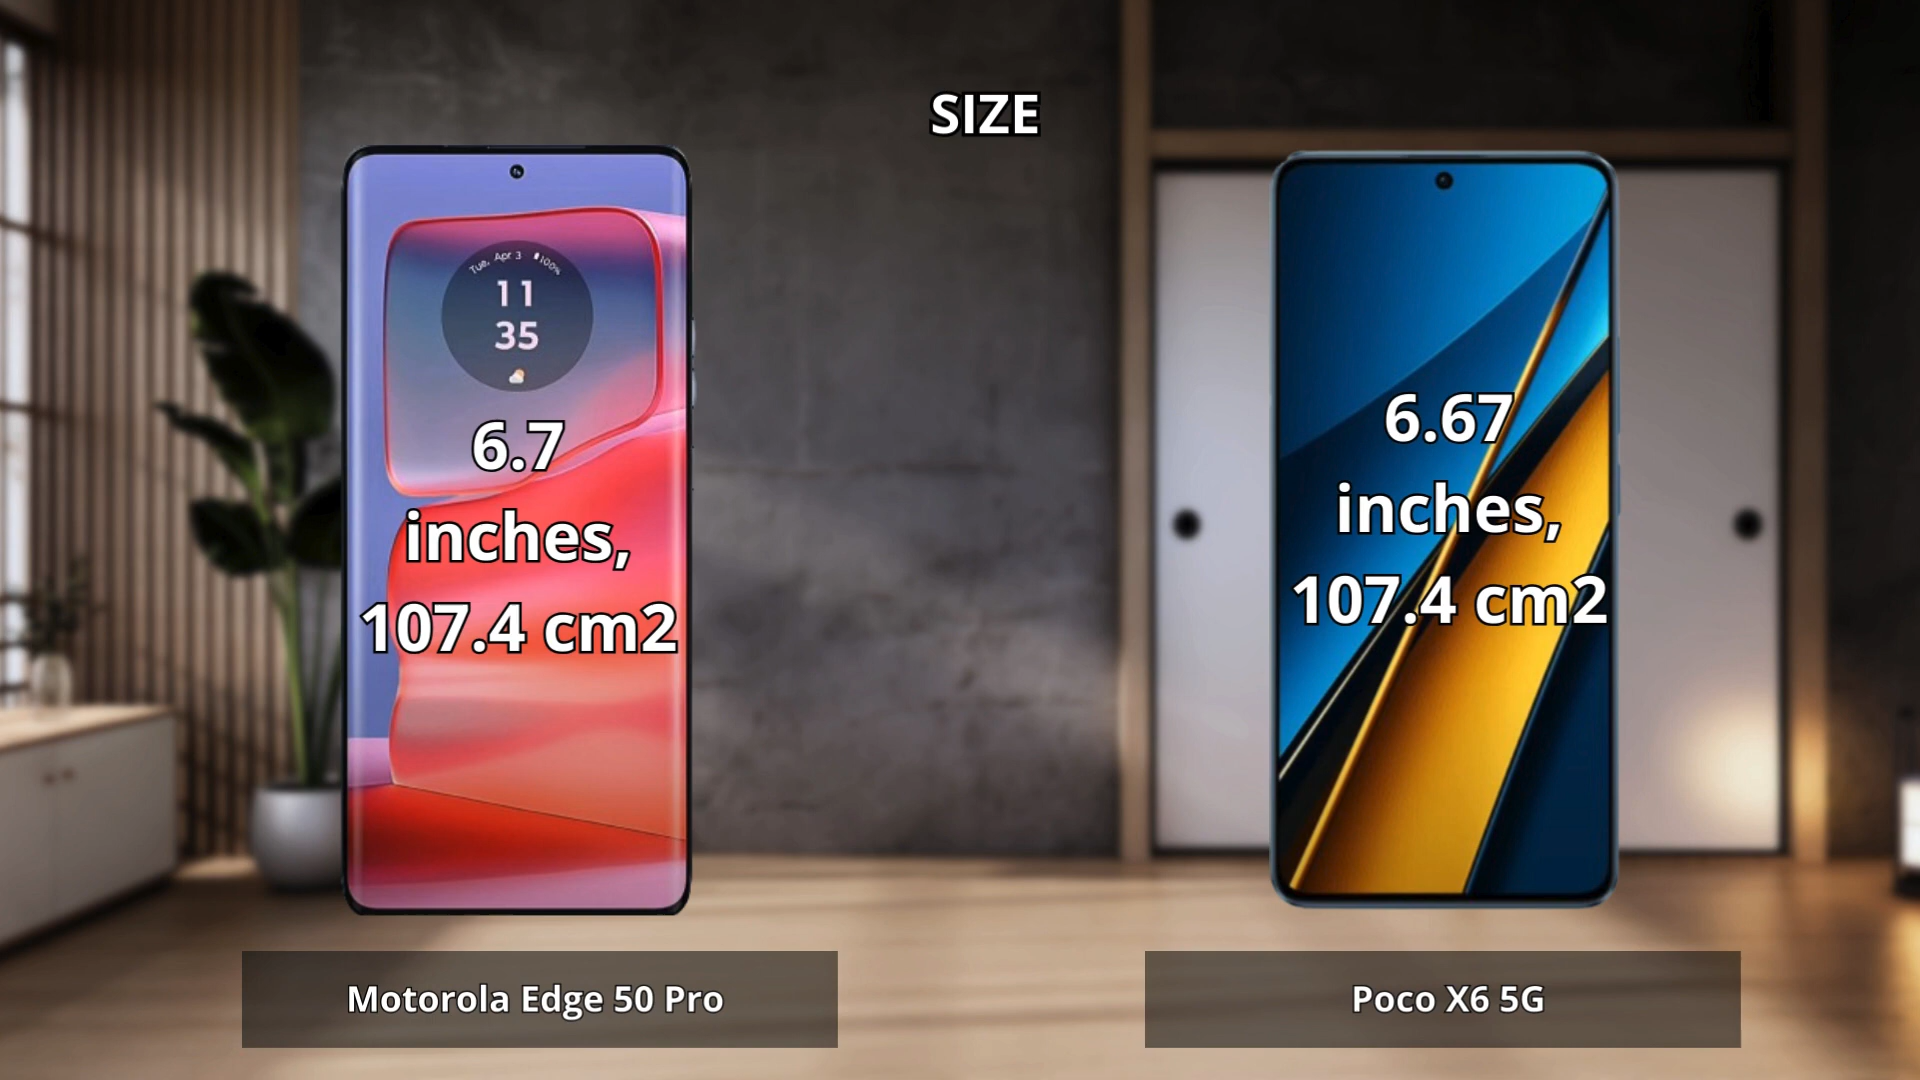 SIZE
Tue, Apr 3 100%
11
35
6.7
inches,
107.4 cm2
6.67
inches,
107.4 cm2
Motorola Edge 50 Pro
Poco X6 5G